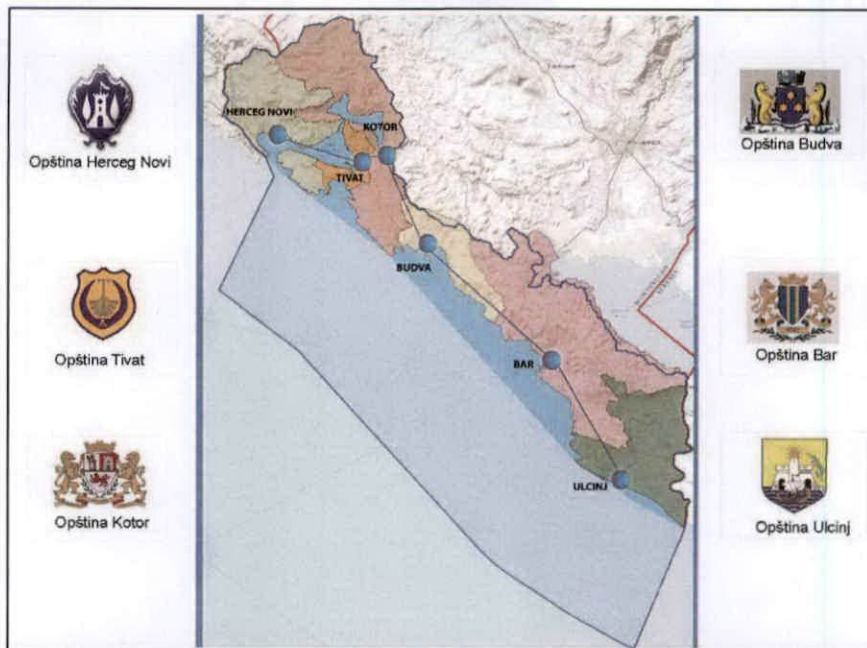 Opština Herceg Novi
Opština Tivat
Opština Kotor
HERCEG NOVI
KOTOR
TIVAT
BUDVA
BAR
ULCINJ
Opština Budva
Opština Bar
Opština Ulcinj